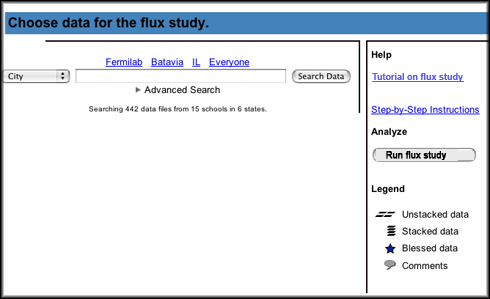 Choose data for the flux study.
Fermilab Batavia IL Everyone
City Search Data
Advanced Search
Searching 442 data files from 15 schools in 6 states.
Help
Tutorial on flux study
Step-by-Step Instructions
Analyze
Run flux study
Legend
Unstacked data
Stacked data
Blessed data
Comments